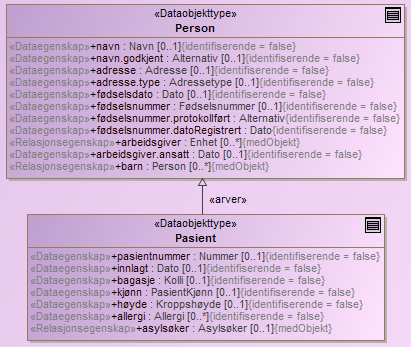 «Dataobjekttype»
Person
«Dataegenskap»+navn : Navn [0..1]{identifiserende = false}
«Dataegenskap»+navn.godkjent : Alternativ [0..1]{identifiserende = false}
«Dataegenskap»+adresse : Adresse [0..1]{identifiserende = false}
«Dataegenskap»+adresse.type : Adressetype [0..1]{identifiserende = false}
«Dataegenskap»+fødselsdato : Dato [0..1]{identifiserende = false}
«Dataegenskap»+fødselsnummer : Fødselsnummer [0..1]{identifiserende = false}
«Dataegenskap»+fødselsnummer.protokollført : Alternativ{identifiserende = false}
«Dataegenskap»+fødselsnummer.datoRegistrert : Dato{identifiserende = false}
«Relasjonsegenskap»+arbeidsgiver : Enhet [0..*]{medObjekt}
«Dataegenskap»+arbeidsgiver.ansatt : Dato [0..1]{identifiserende = false}
«Relasjonsegenskap»+barn : Person [0..*]{medObjekt}
«arver»
«Dataobjekttype»
Pasient
«Dataegenskap»+pasientnummer : Nummer [0..1]{identifiserende = false}
«Dataegenskap»+innlagt : Dato [0..1]{identifiserende = false}
«Dataegenskap»+bagasje : Kolli [0..1]{identifiserende = false}
«Dataegenskap»+kjønn : PasientKjønn [0..1]{identifiserende = false}
«Dataegenskap»+høyde : Kroppshøyde [0..1]{identifiserende = false}
«Dataegenskap»+allergi : Allergi [0..*]{identifiserende = false}
«Relasjonsegenskap»+asylsøker : Asylsøker [0..1]{medObjekt}